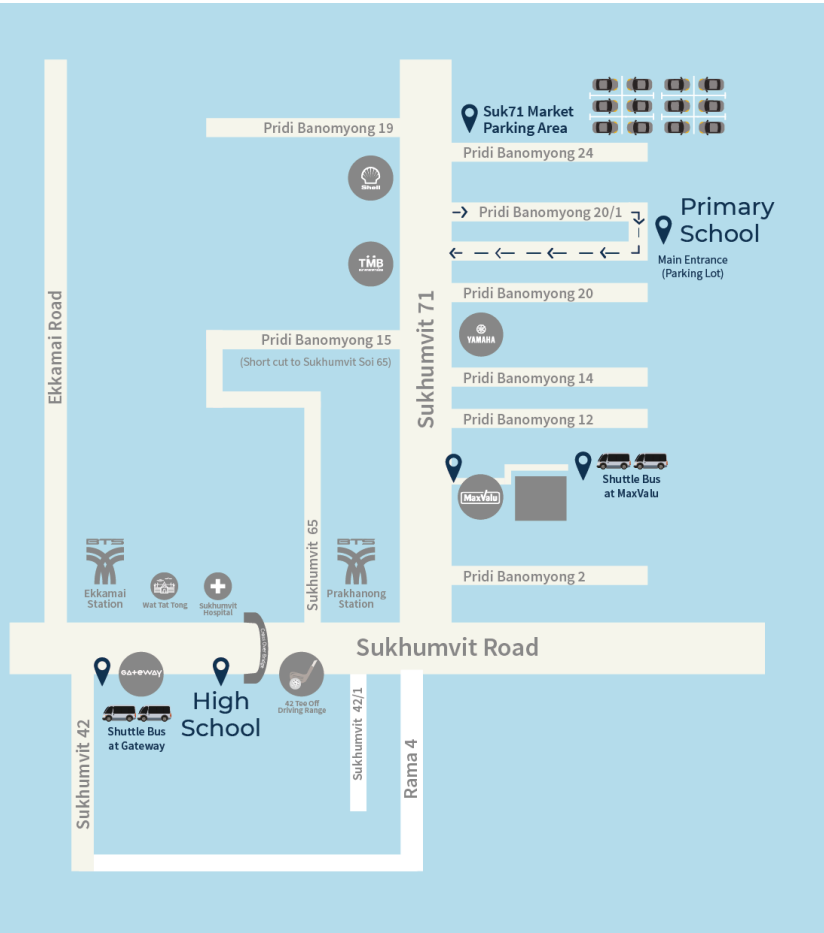 Suk71 Market
Parking Area
Pridi Banomyong 19
Pridi Banomyong 24
Shell
Pridi Banomyong 20/1
Primary
School
Main Entrance
(Parking Lot)
TMB
Pridi Banomyong 20
Ekkamai Road
Sukhumvit 71
YAMAHA
Pridi Banomyong 15
(Short cut to Sukhumvit Soi 65)
Pridi Banomyong 14
Pridi Banomyong 12
Shuttle Bus
at MaxValu
MaxValu
Sukhumvit 65
BTS
Ekkamai
Station
Wat Tat Tong
Sukhumvit
Hospital
BTS
Prakhanong
Station
Pridi Banomyong 2
Cross Over Bridge
Sukhumvit Road
GATEWAY
Shuttle Bus
at Gateway
High
School
42 Tee Off
Driving Range
Sukhumvit 42
Sukhumvit 42/1
Rama 4